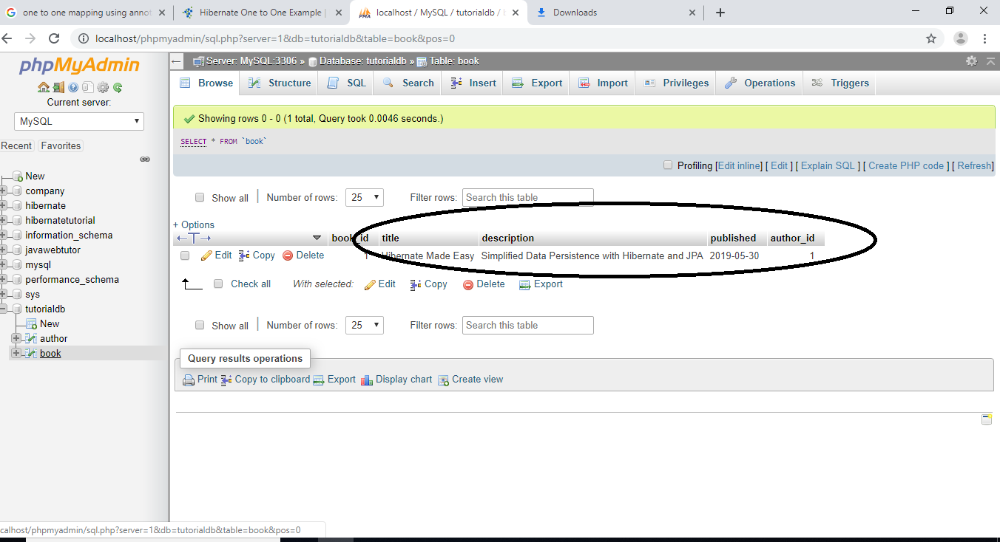 one to one mapping using annot
Hibernate One to One Example |
localhost / MySQL / tutorialdb /
Downloads
localhost/phpmyadmin/sql.php?server=1&db=tutorialdb&table=book&pos=0
phpMyAdmin
Current server:
MySQL
Recent Favorites
New
company
hibernate
hibernatetutorial
information_schema
javawebtutor
mysql
performance_schema
sys
tutorialdb
New
author
book
Server: MySQL:3306 » Database: tutorialdb » Table: book
Browse Structure SQL Search Insert Export Import Privileges Operations Triggers
Showing rows 0 - 0 (1 total, Query took 0.0046 seconds.)
SELECT * FROM `book`
Profiling [Edit inline] [ Edit ] [ Explain SQL ] [ Create PHP code ] [ Refresh]
Show all Number of rows: 25 Filter rows: Search this table
+ Options
book_id title description published author_id
Edit Copy Delete 1 Hibernate Made Easy Simplified Data Persistence with Hibernate and JPA 2019-05-30 1
Check all With selected: Edit Copy Delete Export
Show all Number of rows: 25 Filter rows: Search this table
Query results operations
Print Copy to clipboard Export Display chart Create view
calhost/phpmyadmin/sql.php?server=1&db=tutorialdb&table=book&pos=0